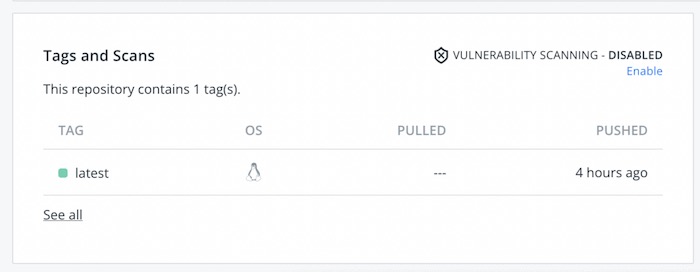 Tags and Scans
VULNERABILITY SCANNING - DISABLED
Enable
This repository contains 1 tag(s).
TAG OS PULLED PUSHED
latest --- 4 hours ago
See all